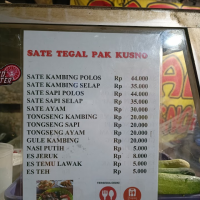 SATE TEGAL PAK KUSNO
SATE KAMBING POLOS Rp 44.000
SATE KAMBING SELAP Rp 35.000
SATE SAPI POLOS Rp 44.000
SATE SAPI SELAP Rp 35.000
SATE AYAM Rp 30.000
TONGSENG KAMBING Rp 20.000
TONGSENG SAPI Rp 20.000
TONGSENG AYAM Rp 20.000
GULE KAMBING Rp 20.000
NASI PUTIH Rp 5.000
ES JERUK Rp 8.000
ES TEMU LAWAK Rp 5.000
ES TEH Rp 5.000